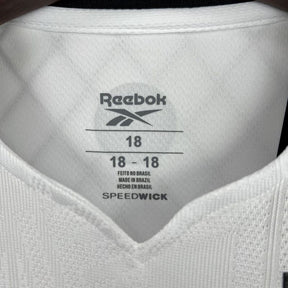 Reebok
18
18 - 18
FEITO NO BRASIL
MADE IN BRAZIL
HECHO EN BRASIL
SPEEDWICK